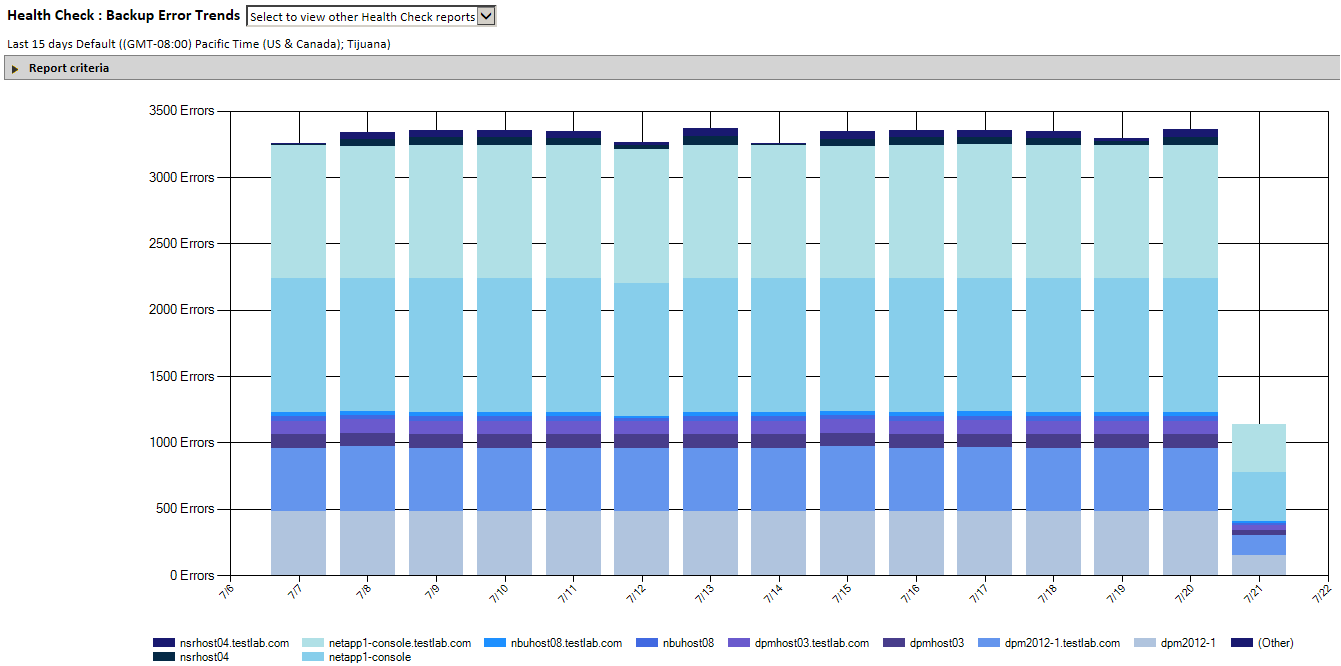 Health Check : Backup Error Trends Select to view other Health Check reports
Last 15 days Default ((GMT-08:00) Pacific Time (US & Canada); Tijuana)
Report criteria
3500 Errors
3000 Errors
2500 Errors
2000 Errors
1500 Errors
1000 Errors
500 Errors
0 Errors
7/6 7/7 7/8 7/9 7/10 7/11 7/12 7/13 7/14 7/15 7/16 7/17 7/18 7/19 7/20 7/21 7/22
nsrhost04.testlab.com netapp1-console.testlab.com nbuhost08.testlab.com nbuhost08 dpmhost03.testlab.com dpmhost03 dpm2012-1.testlab.com dpm2012-1 (Other)
nsrhost04 netapp1-console